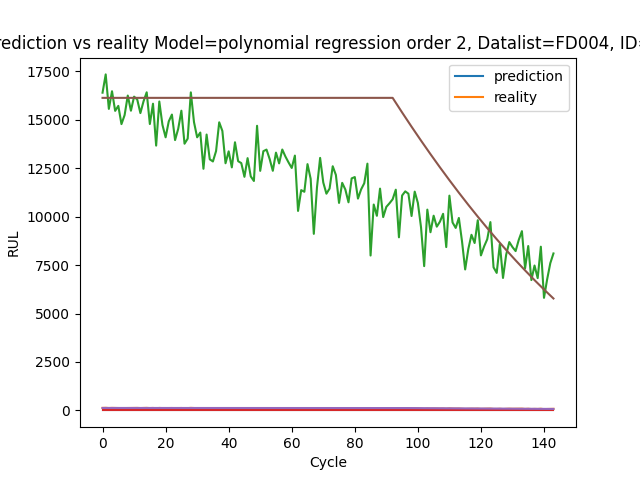 rediction vs reality Model=polynomial regression order 2, Datalist=FD004, ID=
17500
15000
12500
10000
7500
5000
2500
0
RUL
prediction
reality
0 20 40 60 80 100 120 140
Cycle